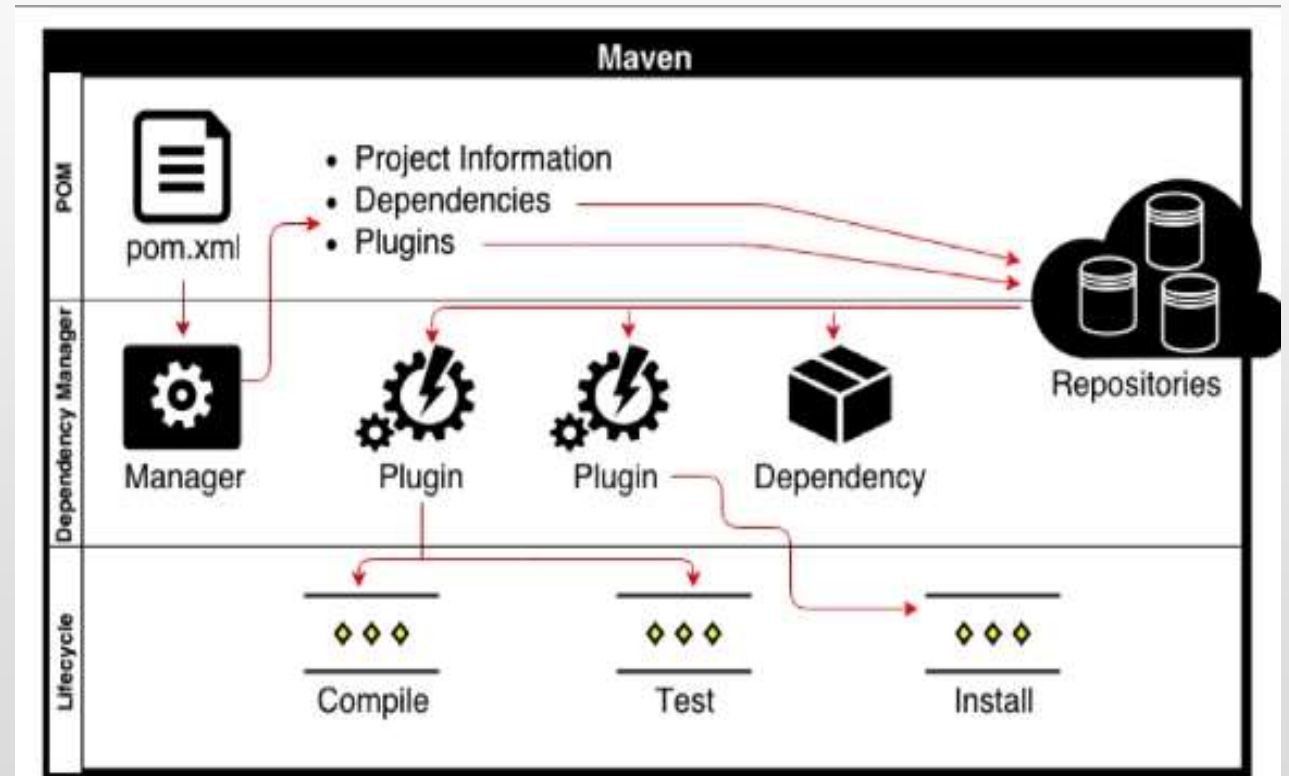 Maven
POM
pom.xml
• Project Information
• Dependencies
• Plugins
Repositories
Dependency Manager
Manager
Plugin
Plugin
Dependency
Lifecycle
Compile
Test
Install